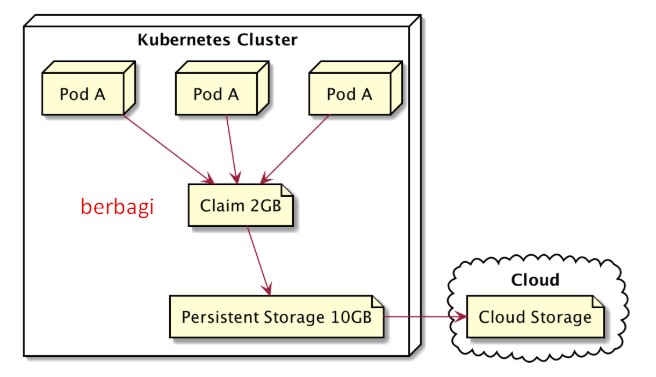 Kubernetes Cluster
Pod A
Pod A
Pod A
berbagi
Claim 2GB
Cloud
Persistent Storage 10GB
Cloud Storage